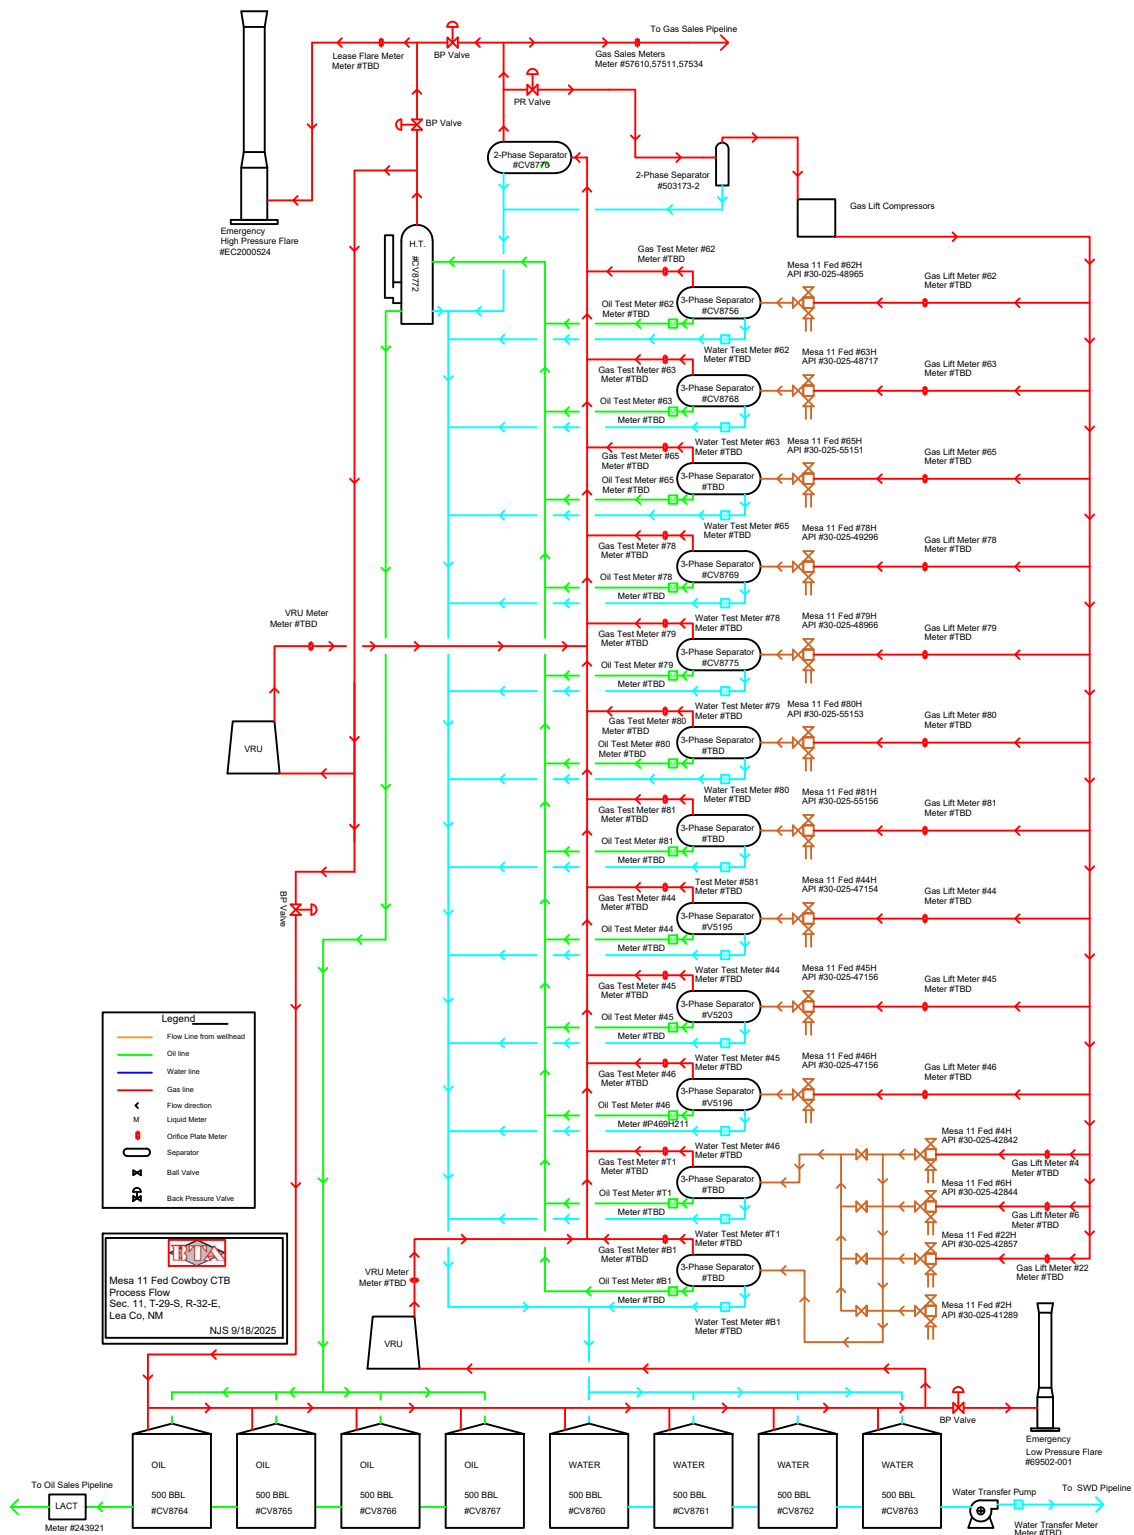 To Gas Sales Pipeline
Lease Flare Meter
Meter #TBD
BP Valve
Gas Sales Meters
Meter #57610,57511,57534
PR Valve
BP Valve
2-Phase Separator
#CV8770
2-Phase Separator
#503173-2
Gas Lift Compressors
Emergency
High Pressure Flare
#EC2000524
H.T.
#CV8772
Gas Test Meter #62
Meter #TBD
Mesa 11 Fed #62H
API #30-025-48965
Gas Lift Meter #62
Meter #TBD
Oil Test Meter #62
Meter #TBD
3-Phase Separator
#CV8756
M
M
Water Test Meter #62
Meter #TBD
Mesa 11 Fed #63H
API #30-025-48717
Gas Lift Meter #63
Meter #TBD
Gas Test Meter #63
Meter #TBD
3-Phase Separator
#CV8768
Oil Test Meter #63
Meter #TBD
M
M
Water Test Meter #63
Meter #TBD
Mesa 11 Fed #65H
API #30-025-55151
Gas Lift Meter #65
Meter #TBD
Gas Test Meter #65
Meter #TBD
3-Phase Separator
#TBD
Oil Test Meter #65
Meter #TBD
M
M
Water Test Meter #65
Meter #TBD
Mesa 11 Fed #78H
API #30-025-49296
Gas Lift Meter #78
Meter #TBD
Gas Test Meter #78
Meter #TBD
3-Phase Separator
#CV8769
Oil Test Meter #78
Meter #TBD
M
M
VRU Meter
Meter #TBD
Water Test Meter #78
Meter #TBD
Mesa 11 Fed #79H
API #30-025-48966
Gas Lift Meter #79
Meter #TBD
Gas Test Meter #79
Meter #TBD
3-Phase Separator
#CV8775
Oil Test Meter #79
Meter #TBD
M
M
VRU
Water Test Meter #79
Meter #TBD
Mesa 11 Fed #80H
API #30-025-55153
Gas Lift Meter #80
Meter #TBD
Gas Test Meter #80
Meter #TBD
3-Phase Separator
#TBD
Oil Test Meter #80
Meter #TBD
M
M
Water Test Meter #80
Meter #TBD
Mesa 11 Fed #81H
API #30-025-55156
Gas Lift Meter #81
Meter #TBD
Gas Test Meter #81
Meter #TBD
3-Phase Separator
#TBD
Oil Test Meter #81
Meter #TBD
M
M
BP Valve
Test Meter #581
Meter #TBD
Mesa 11 Fed #44H
API #30-025-47154
Gas Lift Meter #44
Meter #TBD
Gas Test Meter #44
Meter #TBD
3-Phase Separator
#V5195
Oil Test Meter #44
Meter #TBD
M
M
Water Test Meter #44
Meter #TBD
Mesa 11 Fed #45H
API #30-025-47156
Gas Lift Meter #45
Meter #TBD
Gas Test Meter #45
Meter #TBD
3-Phase Separator
#V5203
Oil Test Meter #45
Meter #TBD
M
M
Water Test Meter #45
Meter #TBD
Mesa 11 Fed #46H
API #30-025-47156
Gas Lift Meter #46
Meter #TBD
Gas Test Meter #46
Meter #TBD
3-Phase Separator
#V5196
Oil Test Meter #46
Meter #P469H211
M
M
Legend
Flow Line from wellhead
Oil line
Water line
Gas line
Flow direction
M
Liquid Meter
Orifice Plate Meter
Separator
Ball Valve
Back Pressure Valve
Water Test Meter #46
Meter #TBD
Mesa 11 Fed #4H
API #30-025-42842
Gas Lift Meter #4
Meter #TBD
Gas Test Meter #T1
Meter #TBD
3-Phase Separator
#TBD
Oil Test Meter #T1
Meter #TBD
M
M
Mesa 11 Fed #6H
API #30-025-42844
Gas Lift Meter #6
Meter #TBD
Water Test Meter #T1
Meter #TBD
Mesa 11 Fed #22H
API #30-025-42857
Gas Lift Meter #22
Meter #TBD
Gas Test Meter #B1
Meter #TBD
3-Phase Separator
#TBD
Oil Test Meter #B1
Meter #TBD
M
M
Water Test Meter #B1
Meter #TBD
Mesa 11 Fed #2H
API #30-025-41289
BTA
Mesa 11 Fed Cowboy CTB
Process Flow
Sec. 11, T-29-S, R-32-E,
Lea Co, NM
NJS 9/18/2025
VRU Meter
Meter #TBD
VRU
BP Valve
Emergency
Low Pressure Flare
#69502-001
To Oil Sales Pipeline
LACT
Meter #243921
OIL
500 BBL
#CV8764
OIL
500 BBL
#CV8765
OIL
500 BBL
#CV8766
OIL
500 BBL
#CV8767
WATER
500 BBL
#CV8760
WATER
500 BBL
#CV8761
WATER
500 BBL
#CV8762
WATER
500 BBL
#CV8763
Water Transfer Pump
M
To SWD Pipeline
Water Transfer Meter
Meter #TBD